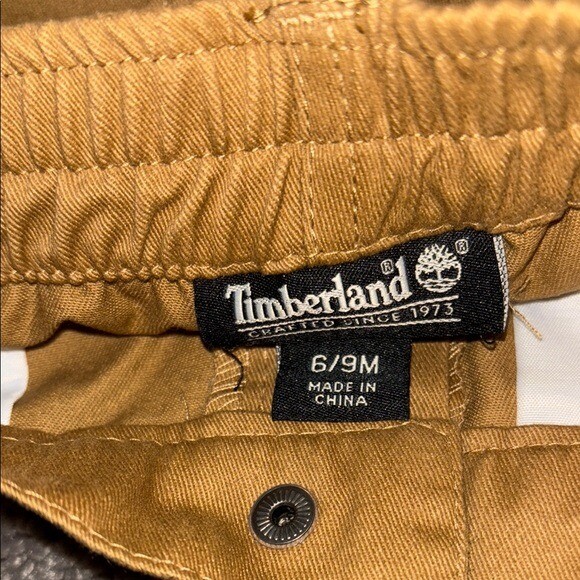 Timberland® ®
CRAFTED SINCE 1973
6/9M
MADE IN
CHINA